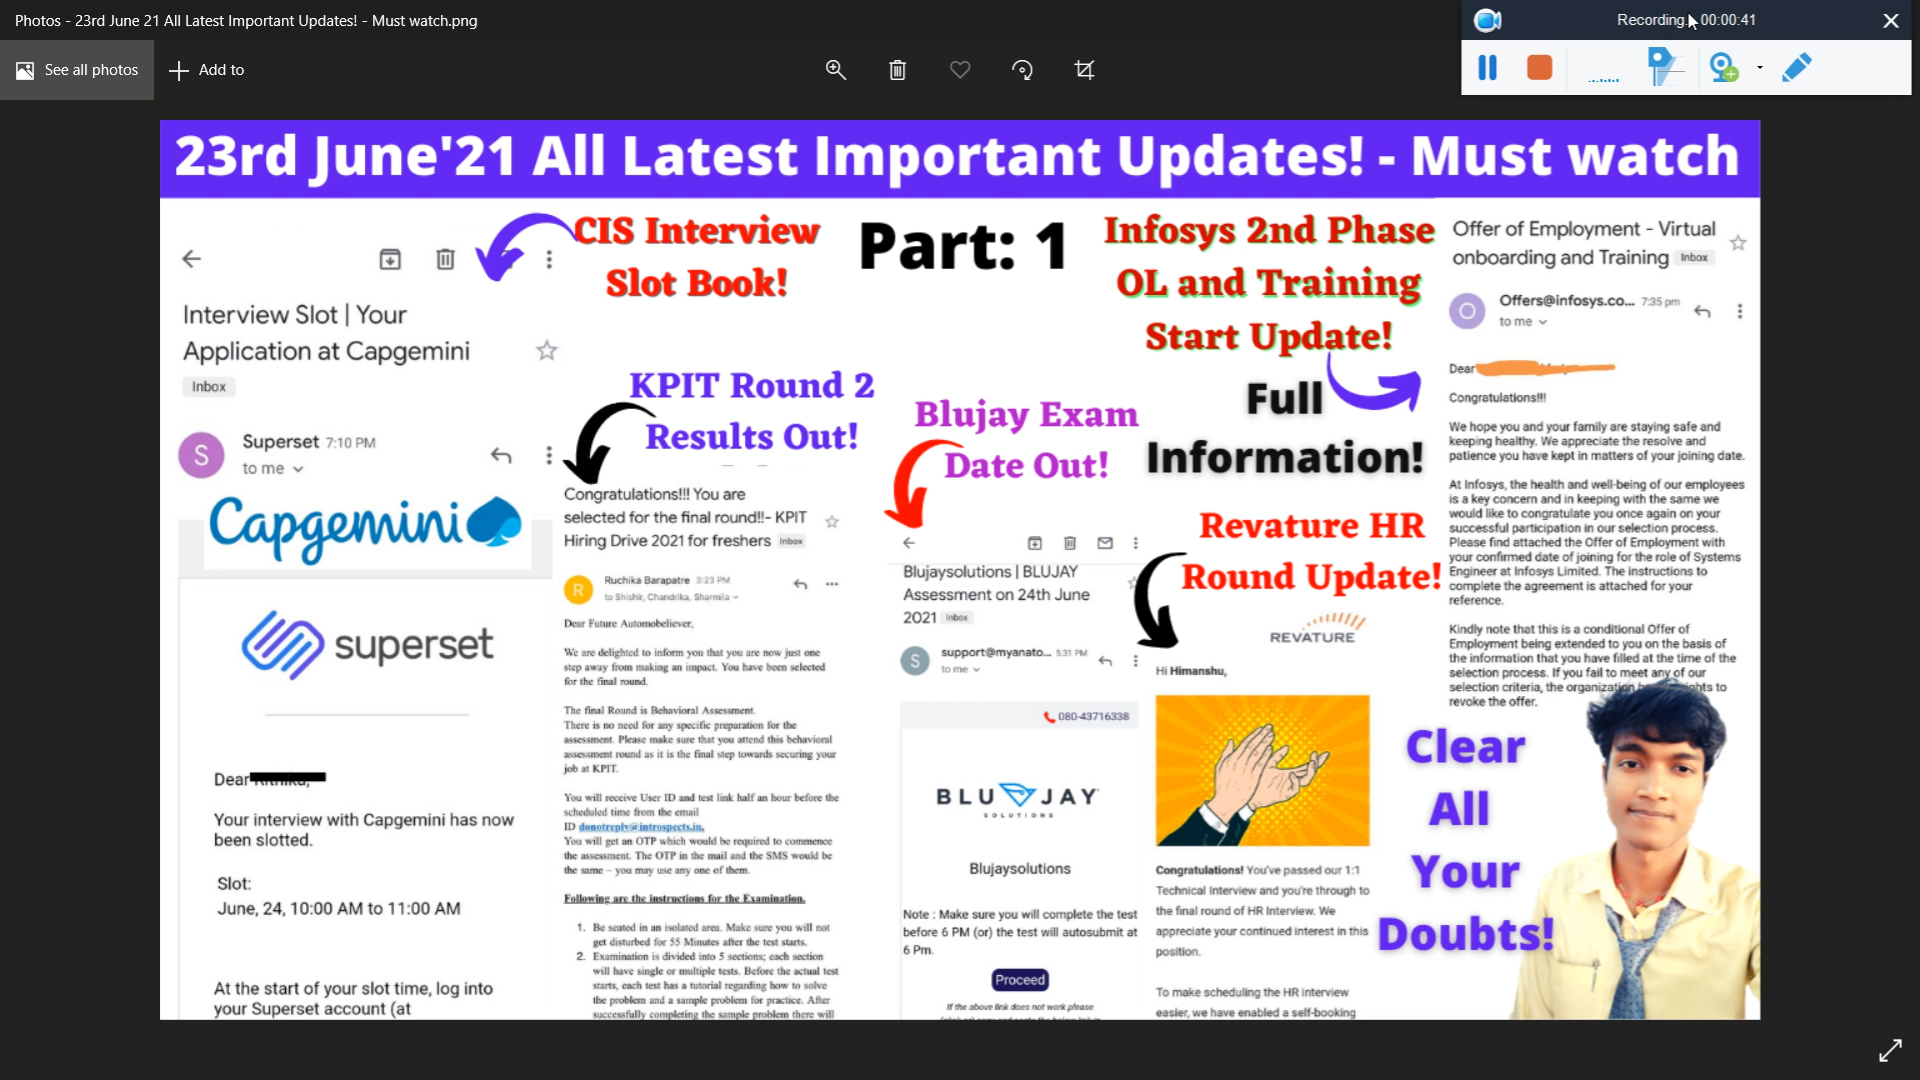 Photos - 23rd June 21 All Latest Important Updates! - Must watch.png
Recording... 00:00:41
See all photos
Add to
23rd June'21 All Latest Important Updates! - Must watch
CIS Interview
Slot Book!
Part: 1
Infosys 2nd Phase
OL and Training
Start Update!
Full
Information!
Interview Slot | Your
Application at Capgemini
Inbox
S
Superset 7:10 PM
to me
Capgemini
superset
Dear
Your interview with Capgemini has now
been slotted.
Slot:
June, 24, 10:00 AM to 11:00 AM
At the start of your slot time, log into
your Superset account (at
KPIT Round 2
Results Out!
Congratulations!!! You are
selected for the final round!!- KPIT
Hiring Drive 2021 for freshers Inbox
R
Ruchika Barapatre 3:23 PM
to Shishir, Chandrika, Sharmila
Dear Future Automobeliever,
We are delighted to inform you that you are now just one
step away from making an impact. You have been selected
for the final round.
The final Round is Behavioral Assessment.
There is no need for any specific preparation for the
assessment. Please make sure that you attend this behavioral
assessment round as it is the final step towards securing your
job at KPIT.
You will receive User ID and test link half an hour before the
scheduled time from the email
ID donotreply@introspects.in.
You will get an OTP which would be required to commence
the assessment. The OTP in the mail and the SMS would be
the same – you may use any one of them.
Following are the instructions for the Examination.
1. Be seated in an isolated area. Make sure you will not
get disturbed for 55 Minutes after the test starts.
2. Examination is divided into 5 sections; each section
will have single or multiple tests. Before the actual test
starts, each test has a tutorial regarding how to solve
the problem and a sample problem for practice. After
successfully completing the sample problem there will
Blujay Exam
Date Out!
Blujaysolutions | BLUJAY
Assessment on 24th June
2021 Inbox
S
support@myanato... 5:31 PM
to me
080-43716338
BLUJAY
SOLUTIONS
Blujaysolutions
Note : Make sure you will complete the test
before 6 PM (or) the test will autosubmit at
6 Pm.
Proceed
If the above link does not work please
Revature HR
Round Update!
REVATURE
Hi Himanshu,
Congratulations! You've passed our 1:1
Technical Interview and you're through to
the final round of HR Interview. We
appreciate your continued interest in this
position.
To make scheduling the HR interview
easier, we have enabled a self-booking
Offer of Employment - Virtual
onboarding and Training Inbox
O
Offers@infosys.co... 7:35 pm
to me
Dear
Congratulations!!!
We hope you and your family are staying safe and
keeping healthy. We appreciate the resolve and
patience you have kept in matters of your joining date.
At Infosys, the health and well-being of our employees
is a key concern and in keeping with the same we
would like to congratulate you once again on your
successful participation in our selection process.
Please find attached the Offer of Employment with
your confirmed date of joining for the role of Systems
Engineer at Infosys Limited. The instructions to
complete the agreement is attached for your
reference.
Kindly note that this is a conditional Offer of
Employment being extended to you on the basis of
the information that you have filled at the time of the
selection process. If you fail to meet any of our
selection criteria, the organization to
revoke the offer.
Clear
All
Your
Doubts!